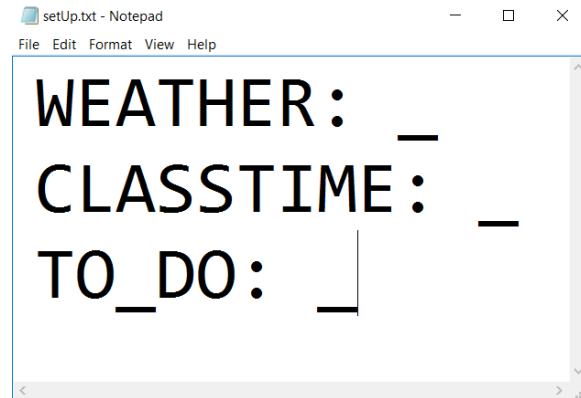 setUp.txt - Notepad
File Edit Format View Help
WEATHER: _
CLASSTIME: _
TO_DO: _